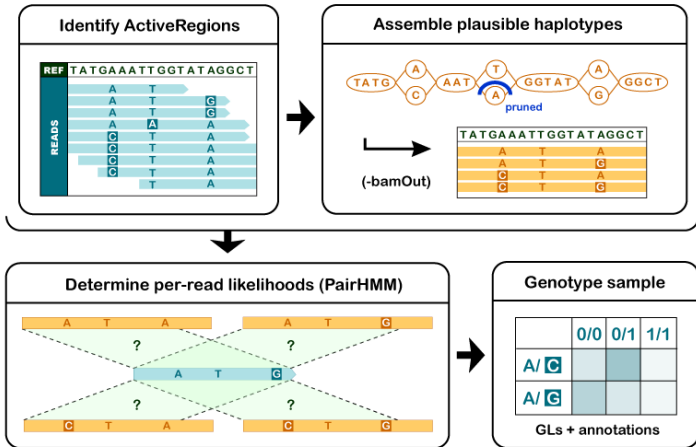 Identify ActiveRegions
REF TATGAAATTGGTATAGGCT
READS
A T
A T G
A T G
A A A
C T A
C T A
C T A
C T A
T A
Assemble plausible haplotypes
A T A
TATG AAT GGTAT GGCT
C A G
pruned
(-bamOut)
TATGAAATTGGTATAGGCT
A T A
A T G
C T A
C T G
Determine per-read likelihoods (PairHMM)
A T A A T G
? ?
A T G
? ?
C T A C T G
Genotype sample
0/0 0/1 1/1
A/ C
A/ G
GLs + annotations